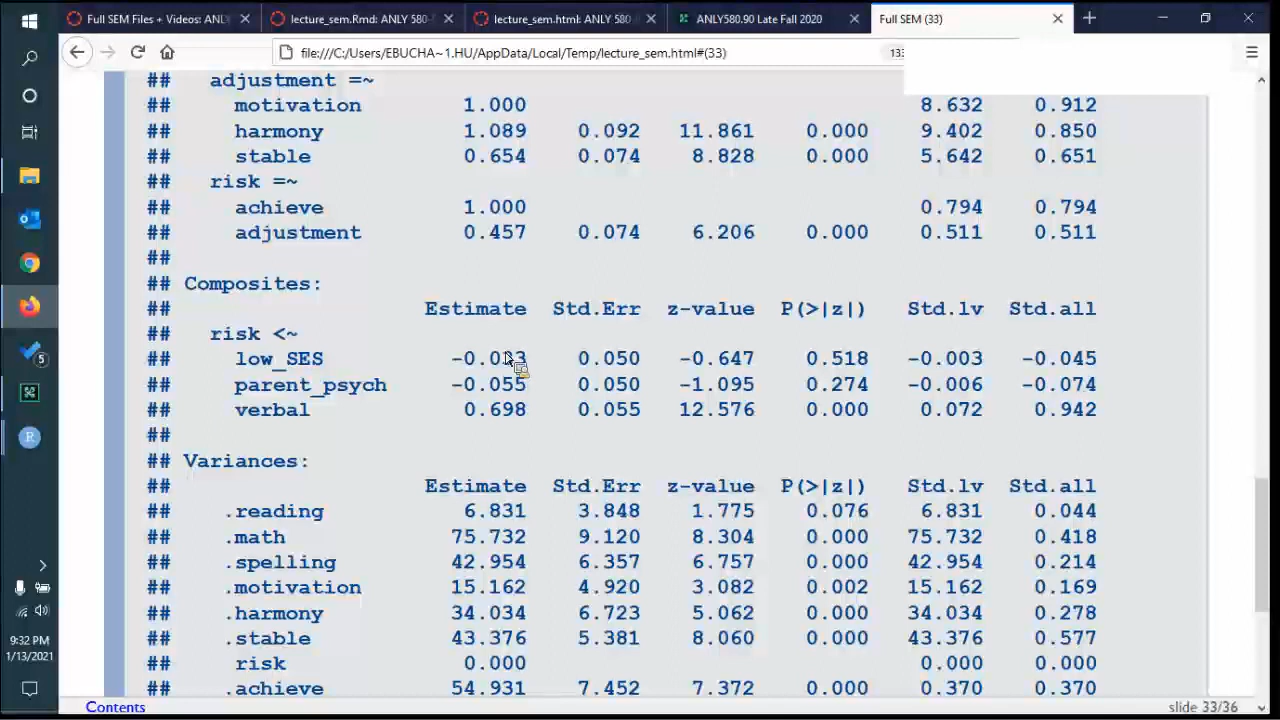 Full SEM Files + Videos: ANL
lecture_sem.Rmd: ANLY 580-
lecture_sem.html: ANLY 580
ANLY580.90 Late Fall 2020
Full SEM (33)
file:///C:/Users/EBUCHA~1.HU/AppData/Local/Temp/lecture_sem.html#(33)
133
## adjustment =~
## motivation 1.000 8.632 0.912
## harmony 1.089 0.092 11.861 0.000 9.402 0.850
## stable 0.654 0.074 8.828 0.000 5.642 0.651
## risk =~
## achieve 1.000 0.794 0.794
## adjustment 0.457 0.074 6.206 0.000 0.511 0.511
##
## Composites:
## Estimate Std.Err z-value P(>|z|) Std.lv Std.all
## risk <~
## low_SES 0.050 -0.647 0.518 -0.003 -0.045
## parent_psych -0.055 0.050 -1.095 0.274 -0.006 -0.074
## verbal 0.698 0.055 12.576 0.000 0.072 0.942
##
## Variances:
## Estimate Std.Err z-value P(>|z|) Std.lv Std.all
## .reading 6.831 3.848 1.775 0.076 6.831 0.044
## .math 75.732 9.120 8.304 0.000 75.732 0.418
## .spelling 42.954 6.357 6.757 0.000 42.954 0.214
## .motivation 15.162 4.920 3.082 0.002 15.162 0.169
## .harmony 34.034 6.723 5.062 0.000 34.034 0.278
## .stable 43.376 5.381 8.060 0.000 43.376 0.577
## risk 0.000 0.000 0.000
## .achieve 54.931 7.452 7.372 0.000 0.370 0.370
Contents
slide 33/36
5
R
9:32 PM
1/13/2021